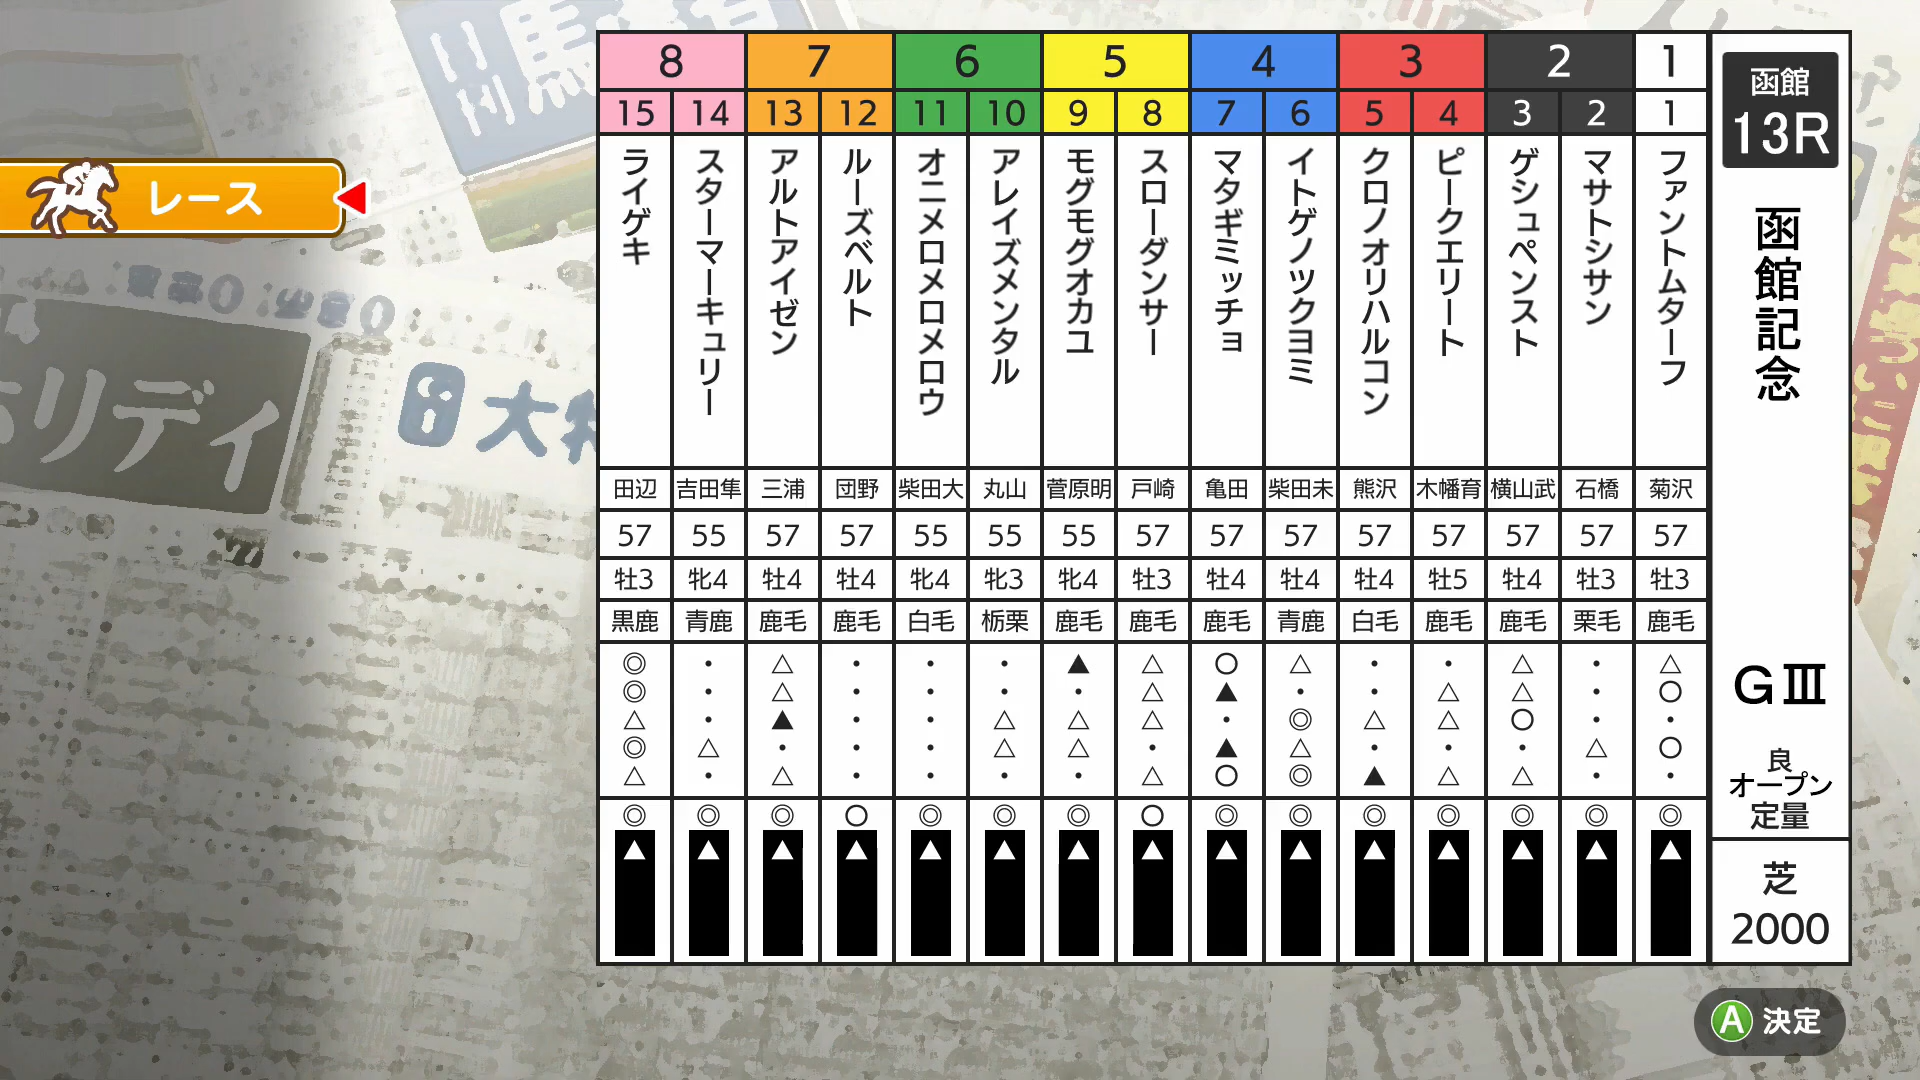 レース
函館
13R
函館記念
GⅢ
良
オープン
定量
芝
2000
8 7 6 5 4 3 2 1
15 14 13 12 11 10 9 8 7 6 5 4 3 2 1
ファントムターフ
マサトシサン
ゲシュペンスト
ピークエリート
クロノオリハルコン
イトゲノツクヨミ
マタギミッチョ
スローダンサー
モグモグオカユ
アレイズメンタル
オニメロメロメロウ
ルーズベルト
アルトアイゼン
スターマーキュリー
ライゲキ
田辺 吉田隼 三浦 団野 柴田大 丸山 菅原明 戸崎 亀田 柴田未 熊沢 木幡育 横山武 石橋 菊沢
57 55 57 57 55 55 55 57 57 57 57 57 57 57 57
牡3 牝4 牡4 牡4 牝4 牝3 牝4 牡3 牡4 牡4 牡4 牡5 牡4 牡3 牡3
黒鹿 青鹿 鹿毛 鹿毛 白毛 栃栗 鹿毛 鹿毛 鹿毛 青鹿 白毛 鹿毛 鹿毛 栗毛 鹿毛
◎ ・ △ ・ ・ ・ ▲ △ ○ △ ・ ・ △ ・ △
◎ ・ △ ・ ・ ・ ・ △ ▲ ・ ・ △ △ ・ ○
△ ・ ▲ ・ ・ △ △ △ ・ ◎ △ △ ○ ・ ・
◎ △ ・ ・ ・ △ △ ・ ▲ △ ・ ・ ・ △ ○
△ ・ △ ・ ・ ・ ・ △ ○ ◎ ▲ △ △ ・ ・
◎ ◎ ◎ ○ ◎ ◎ ◎ ○ ◎ ◎ ◎ ◎ ◎ ◎ ◎
A 決定
ホリディ
大
馬